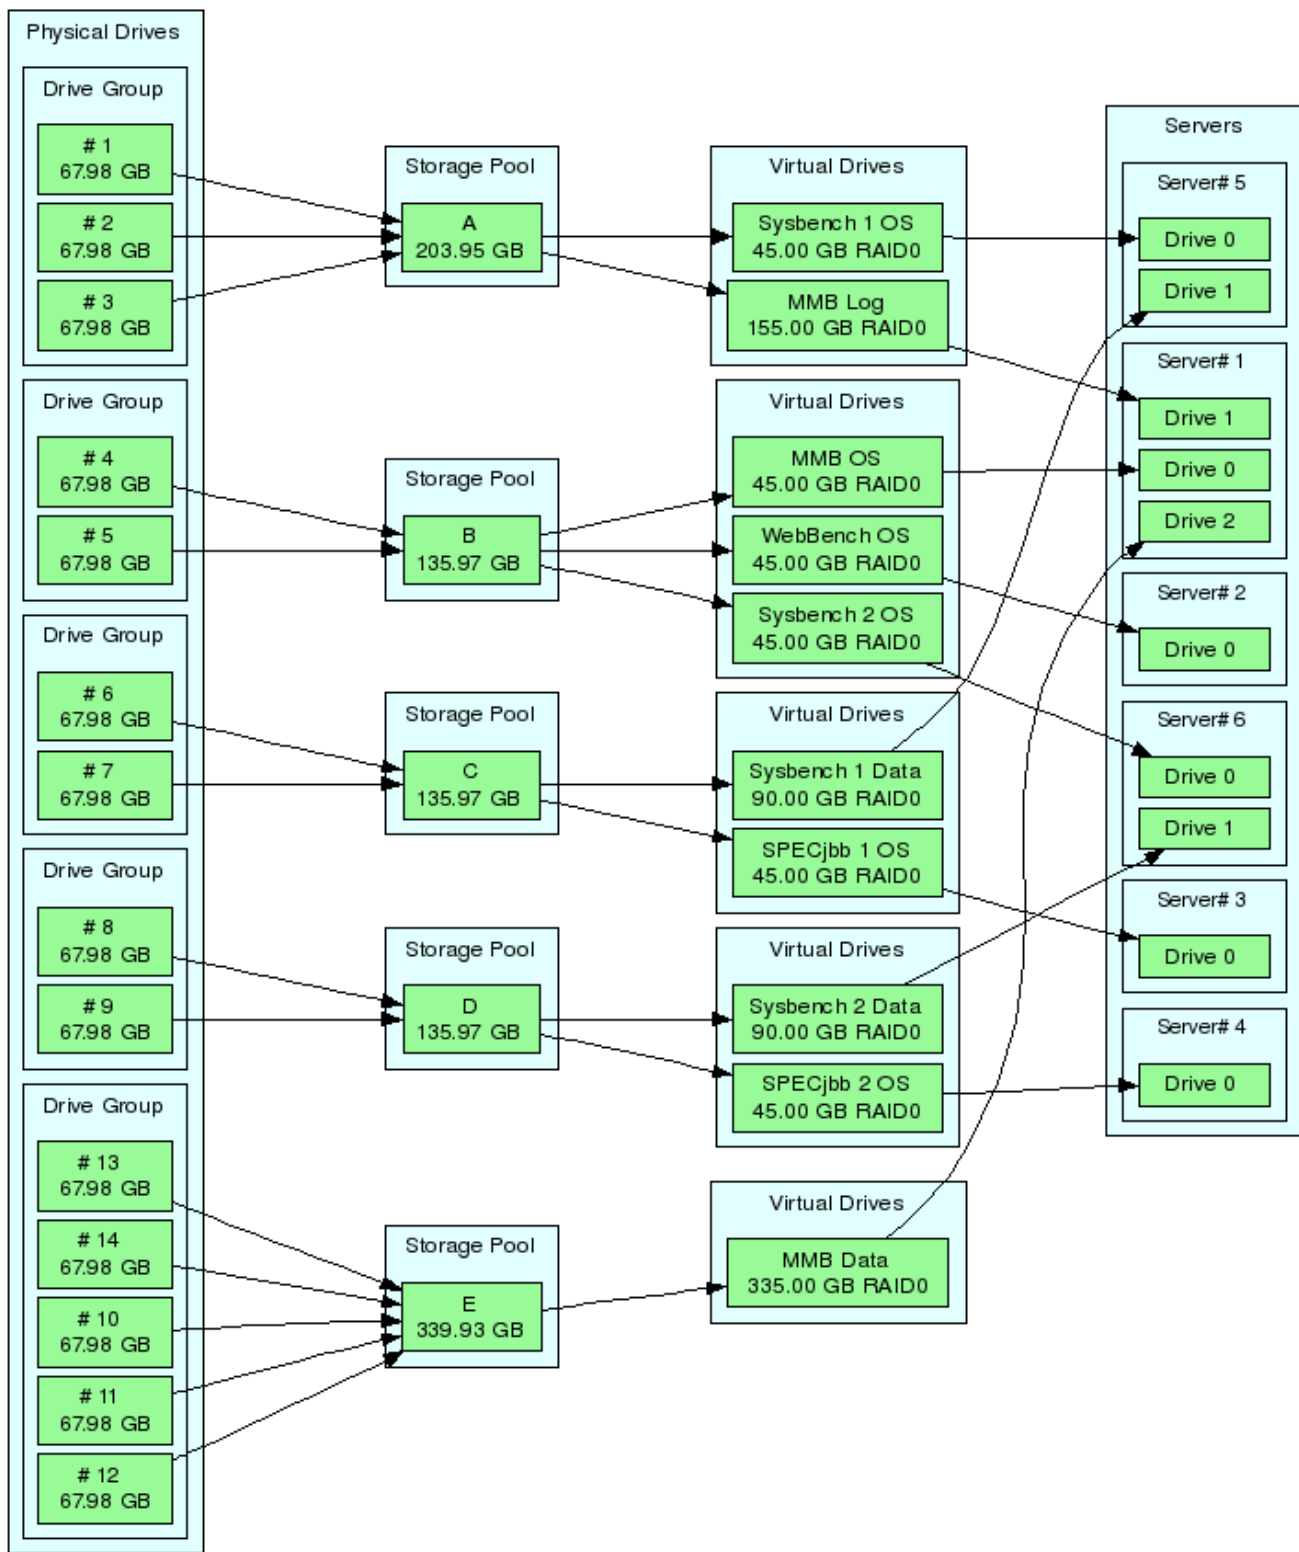 Physical Drives
Drive Group
# 1
67.98 GB
# 2
67.98 GB
# 3
67.98 GB
Drive Group
# 4
67.98 GB
# 5
67.98 GB
Drive Group
# 6
67.98 GB
# 7
67.98 GB
Drive Group
# 8
67.98 GB
# 9
67.98 GB
Drive Group
# 13
67.98 GB
# 14
67.98 GB
# 10
67.98 GB
# 11
67.98 GB
# 12
67.98 GB
Storage Pool
A
203.95 GB
Storage Pool
B
135.97 GB
Storage Pool
C
135.97 GB
Storage Pool
D
135.97 GB
Storage Pool
E
339.93 GB
Virtual Drives
Sysbench 1 OS
45.00 GB RAID0
MMB Log
155.00 GB RAID0
Virtual Drives
MMB OS
45.00 GB RAID0
WebBench OS
45.00 GB RAID0
Sysbench 2 OS
45.00 GB RAID0
Virtual Drives
Sysbench 1 Data
90.00 GB RAID0
SPECjbb 1 OS
45.00 GB RAID0
Virtual Drives
Sysbench 2 Data
90.00 GB RAID0
SPECjbb 2 OS
45.00 GB RAID0
Virtual Drives
MMB Data
335.00 GB RAID0
Servers
Server# 5
Drive 0
Drive 1
Server# 1
Drive 1
Drive 0
Drive 2
Server# 2
Drive 0
Server# 6
Drive 0
Drive 1
Server# 3
Drive 0
Server# 4
Drive 0